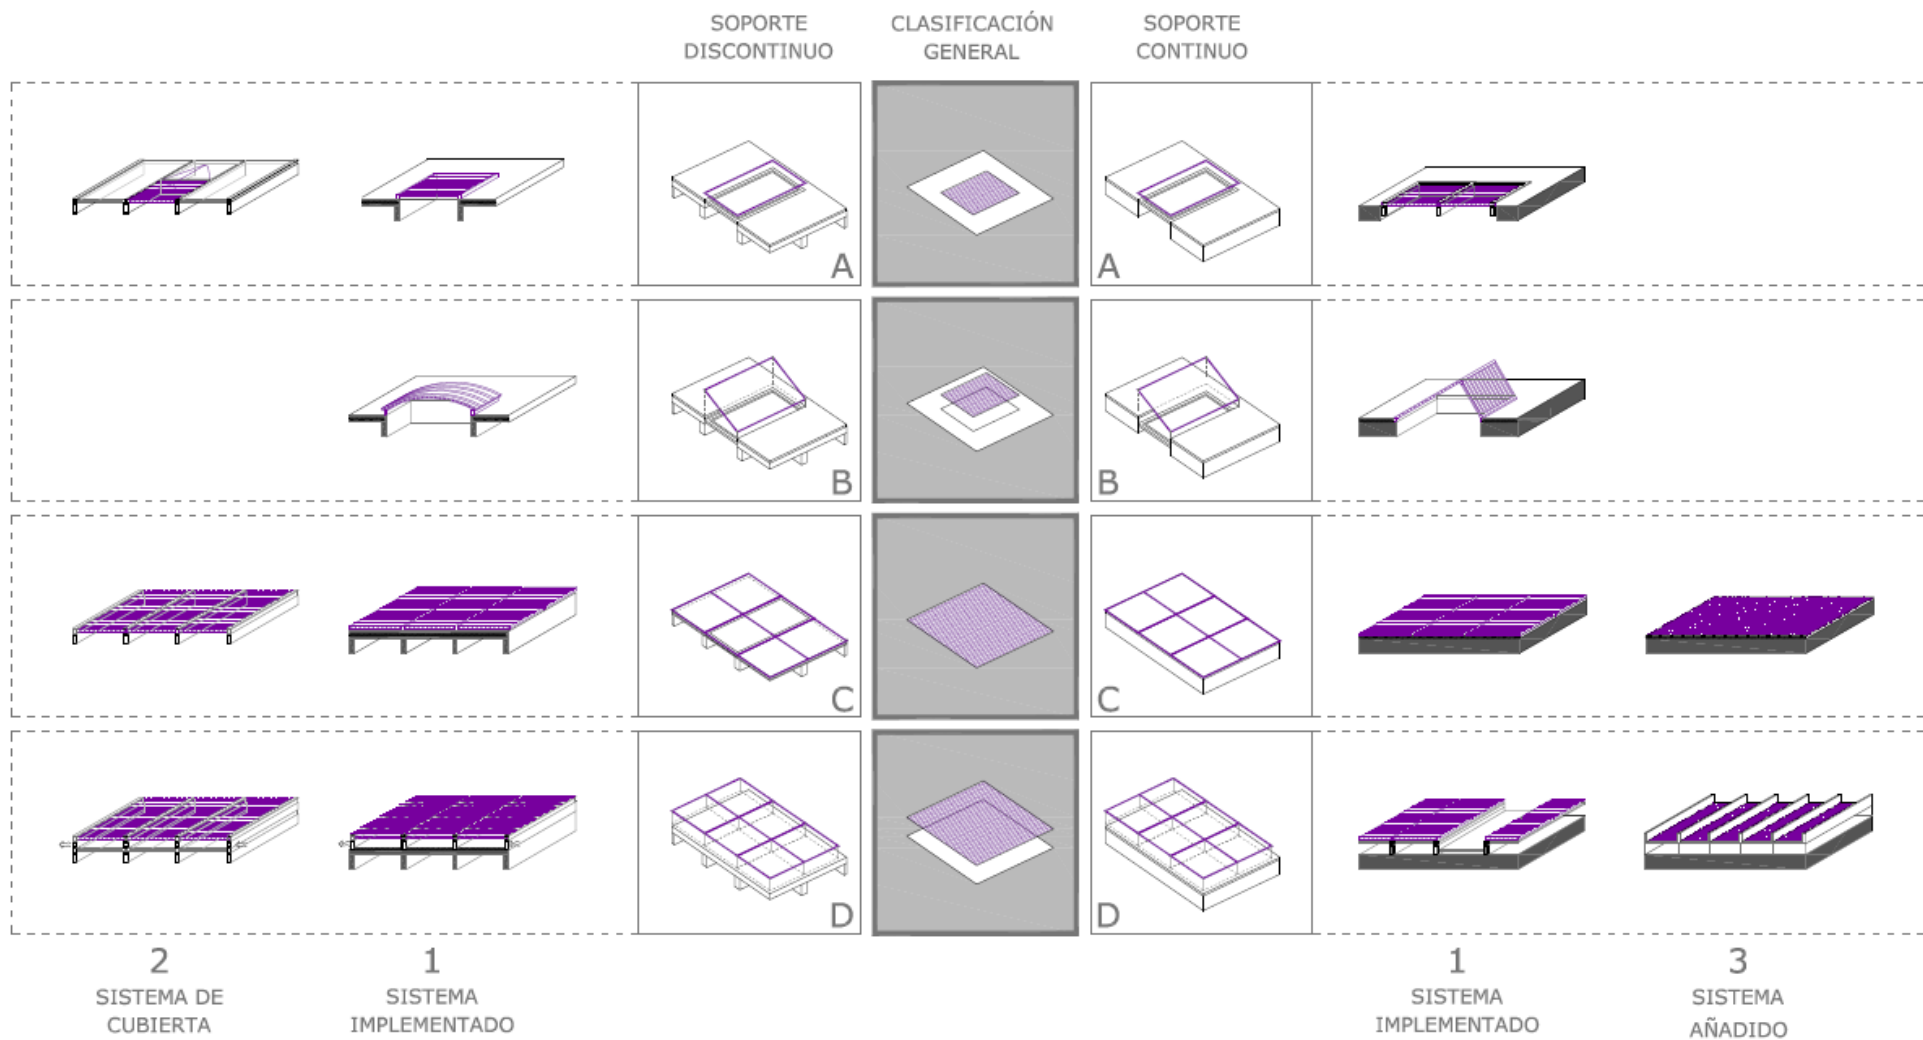 SOPORTE
DISCONTINUO
CLASIFICACIÓN
GENERAL
SOPORTE
CONTINUO
A
A
B
B
C
C
D
D
2
SISTEMA DE
CUBIERTA
1
SISTEMA
IMPLEMENTADO
1
SISTEMA
IMPLEMENTADO
3
SISTEMA
AÑADIDO